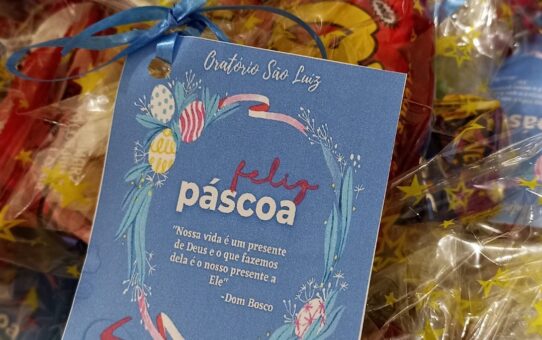 Oratório São Luiz
feliz
páscoa
"Nossa vida é um presente
de Deus e o que fazemos
dela é o nosso presente a
Ele"
-Dom Bosco